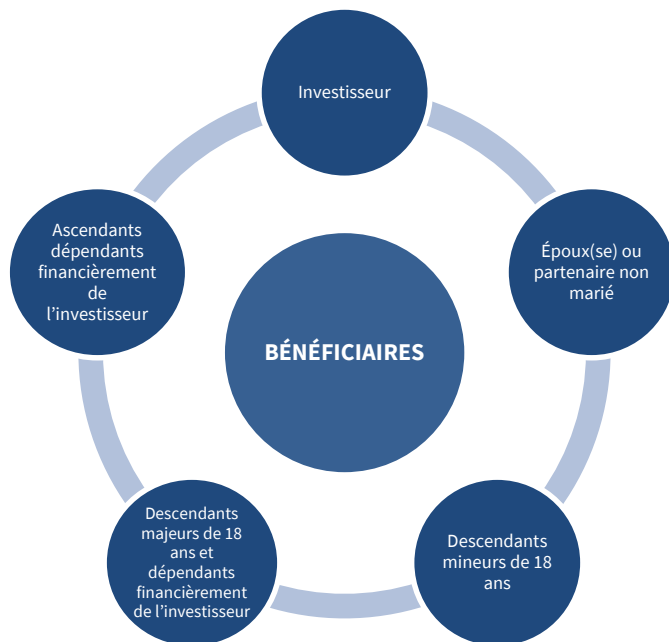 Investisseur
Époux(se) ou
partenaire non
marié
Descendants
mineurs de 18
ans
Descendants
majeurs de 18
ans et
dépendants
financièrement
de l’investisseur
Ascendants
dépendants
financièrement
de
l’investisseur
BÉNÉFICIAIRES